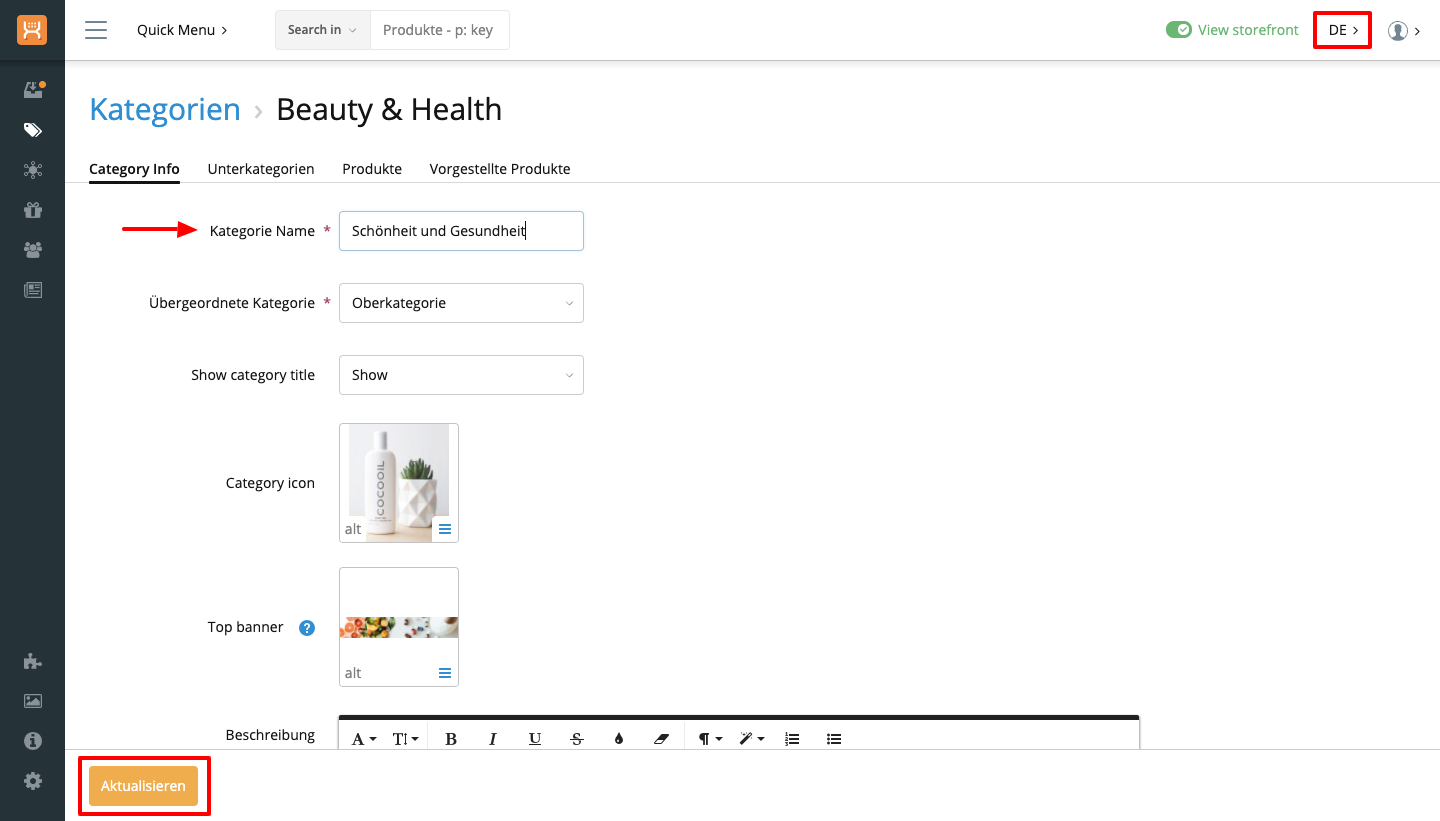 Quick Menu
Search in
Produkte - p: key
View storefront
DE
Kategorien › Beauty & Health
Category Info
Unterkategorien
Produkte
Vorgestellte Produkte
Kategorie Name *
Schönheit und Gesundheit
Übergeordnete Kategorie *
Oberkategorie
Show category title
Show
Category icon
COCOOIL
alt
Top banner ?
alt
Beschreibung
A T B I U S ¶
Aktualisieren